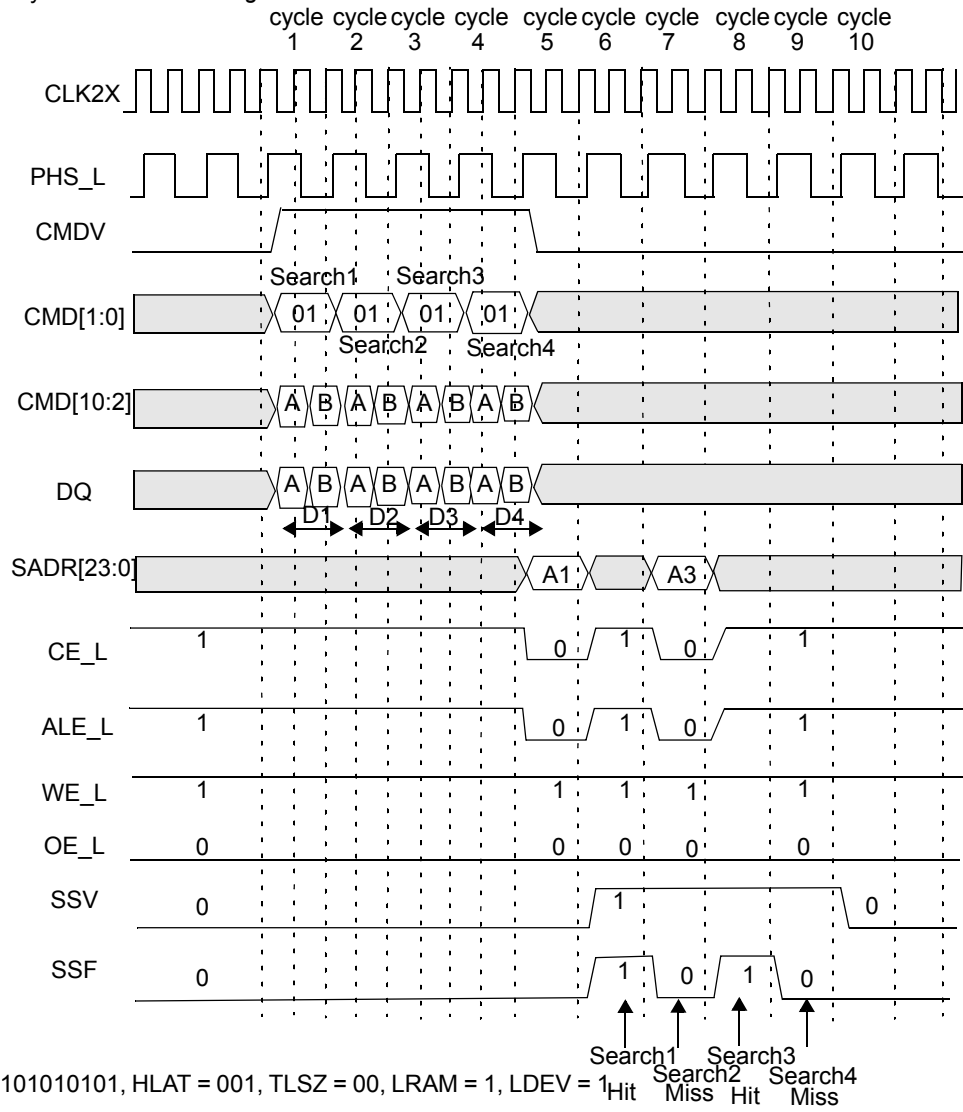 cycle cycle cycle cycle cycle cycle cycle cycle cycle cycle
1 2 3 4 5 6 7 8 9 10
CLK2X
PHS_L
CMDV
Search1 Search3
CMD[1:0] 01 01 01 01
Search2 Search4
CMD[10:2] A B A B A B A B
DQ A B A B A B A B
D1 D2 D3 D4
SADR[23:0] A1 A3
CE_L 1 0 1 0 1
ALE_L 1 0 1 0 1
WE_L 1 1 1 1 1
OE_L 0 0 0 0 0
SSV 0 1 0
SSF 0 1 0 1 0
Search1 Search3
Search2 Search4
101010101, HLAT = 001, TLSZ = 00, LRAM = 1, LDEV = 1 Hit Miss Hit Miss